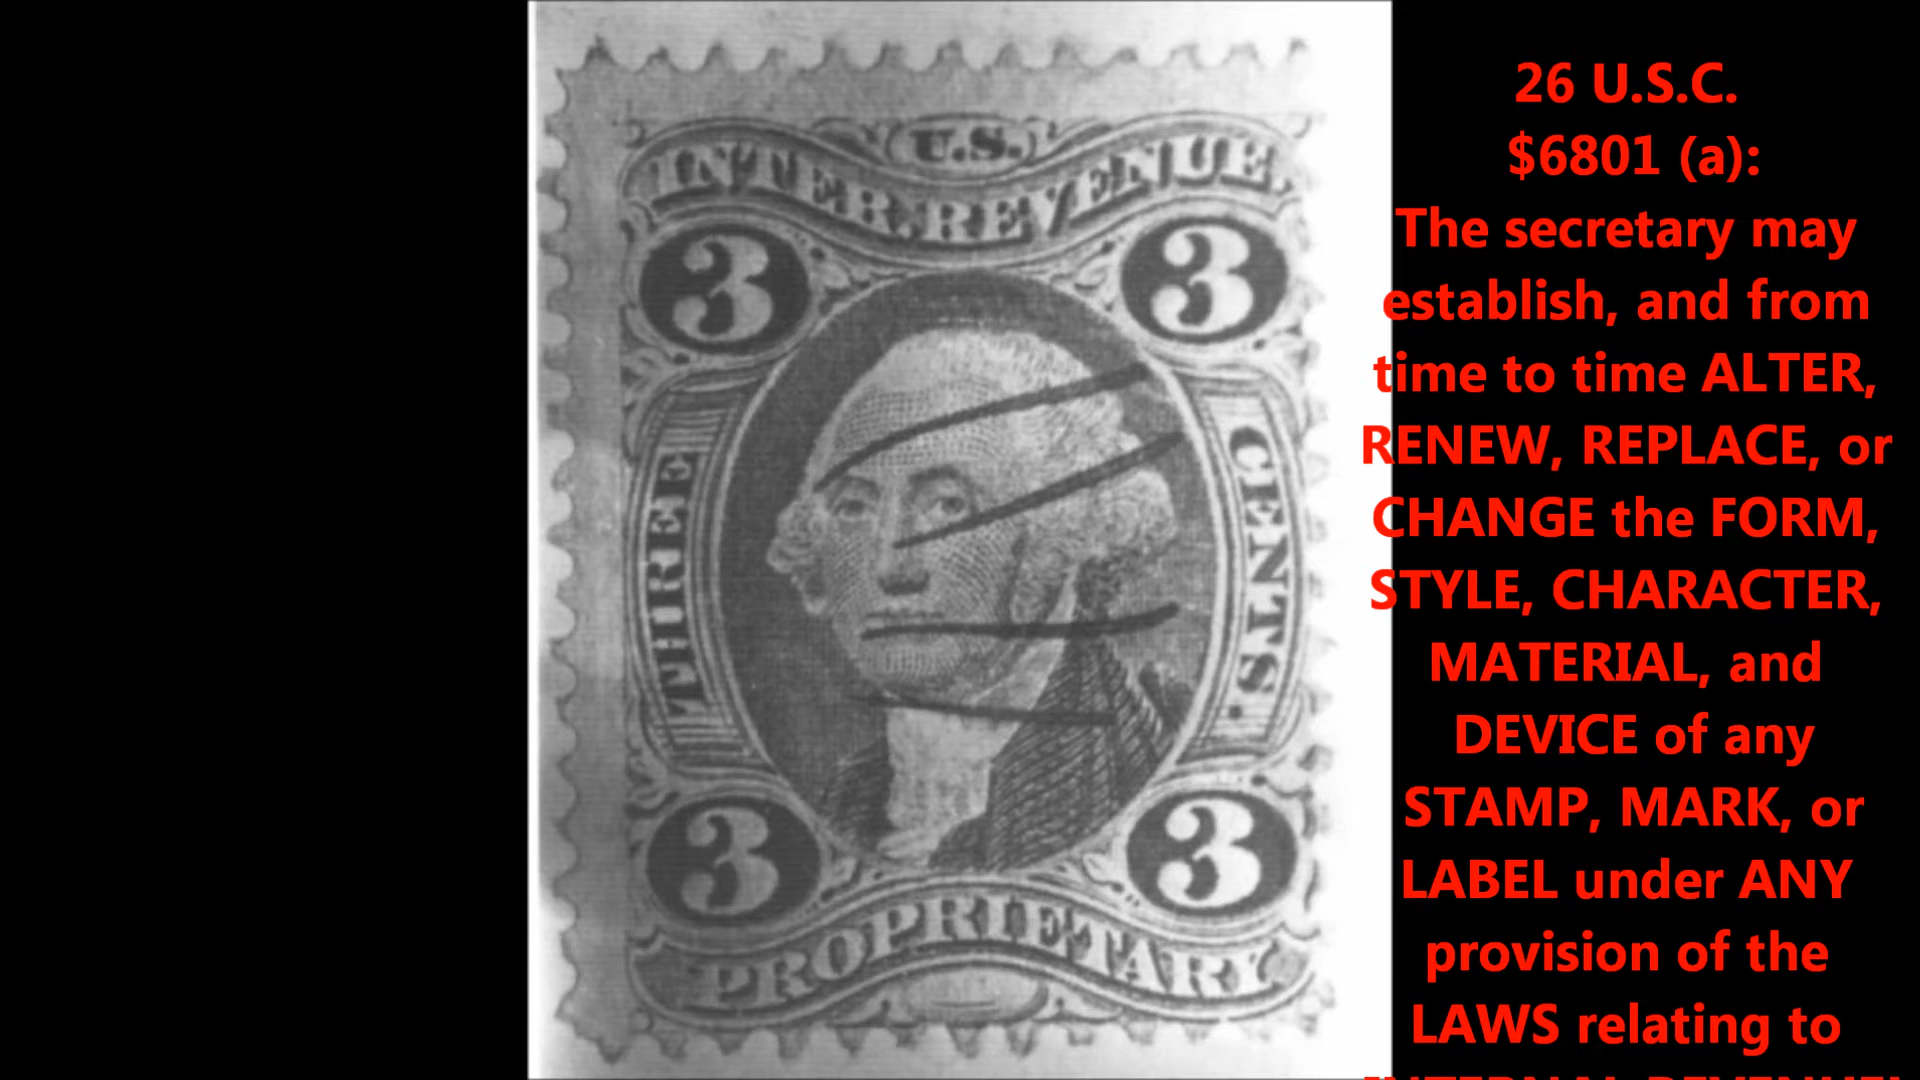 U.S.
INTER. REVENUE.
3 3
THREE
CENTS.
3 3
PROPRIETARY
26 U.S.C.
$6801 (a):
The secretary may
establish, and from
time to time ALTER,
RENEW, REPLACE, or
CHANGE the FORM,
STYLE, CHARACTER,
MATERIAL, and
DEVICE of any
STAMP, MARK, or
LABEL under ANY
provision of the
LAWS relating to